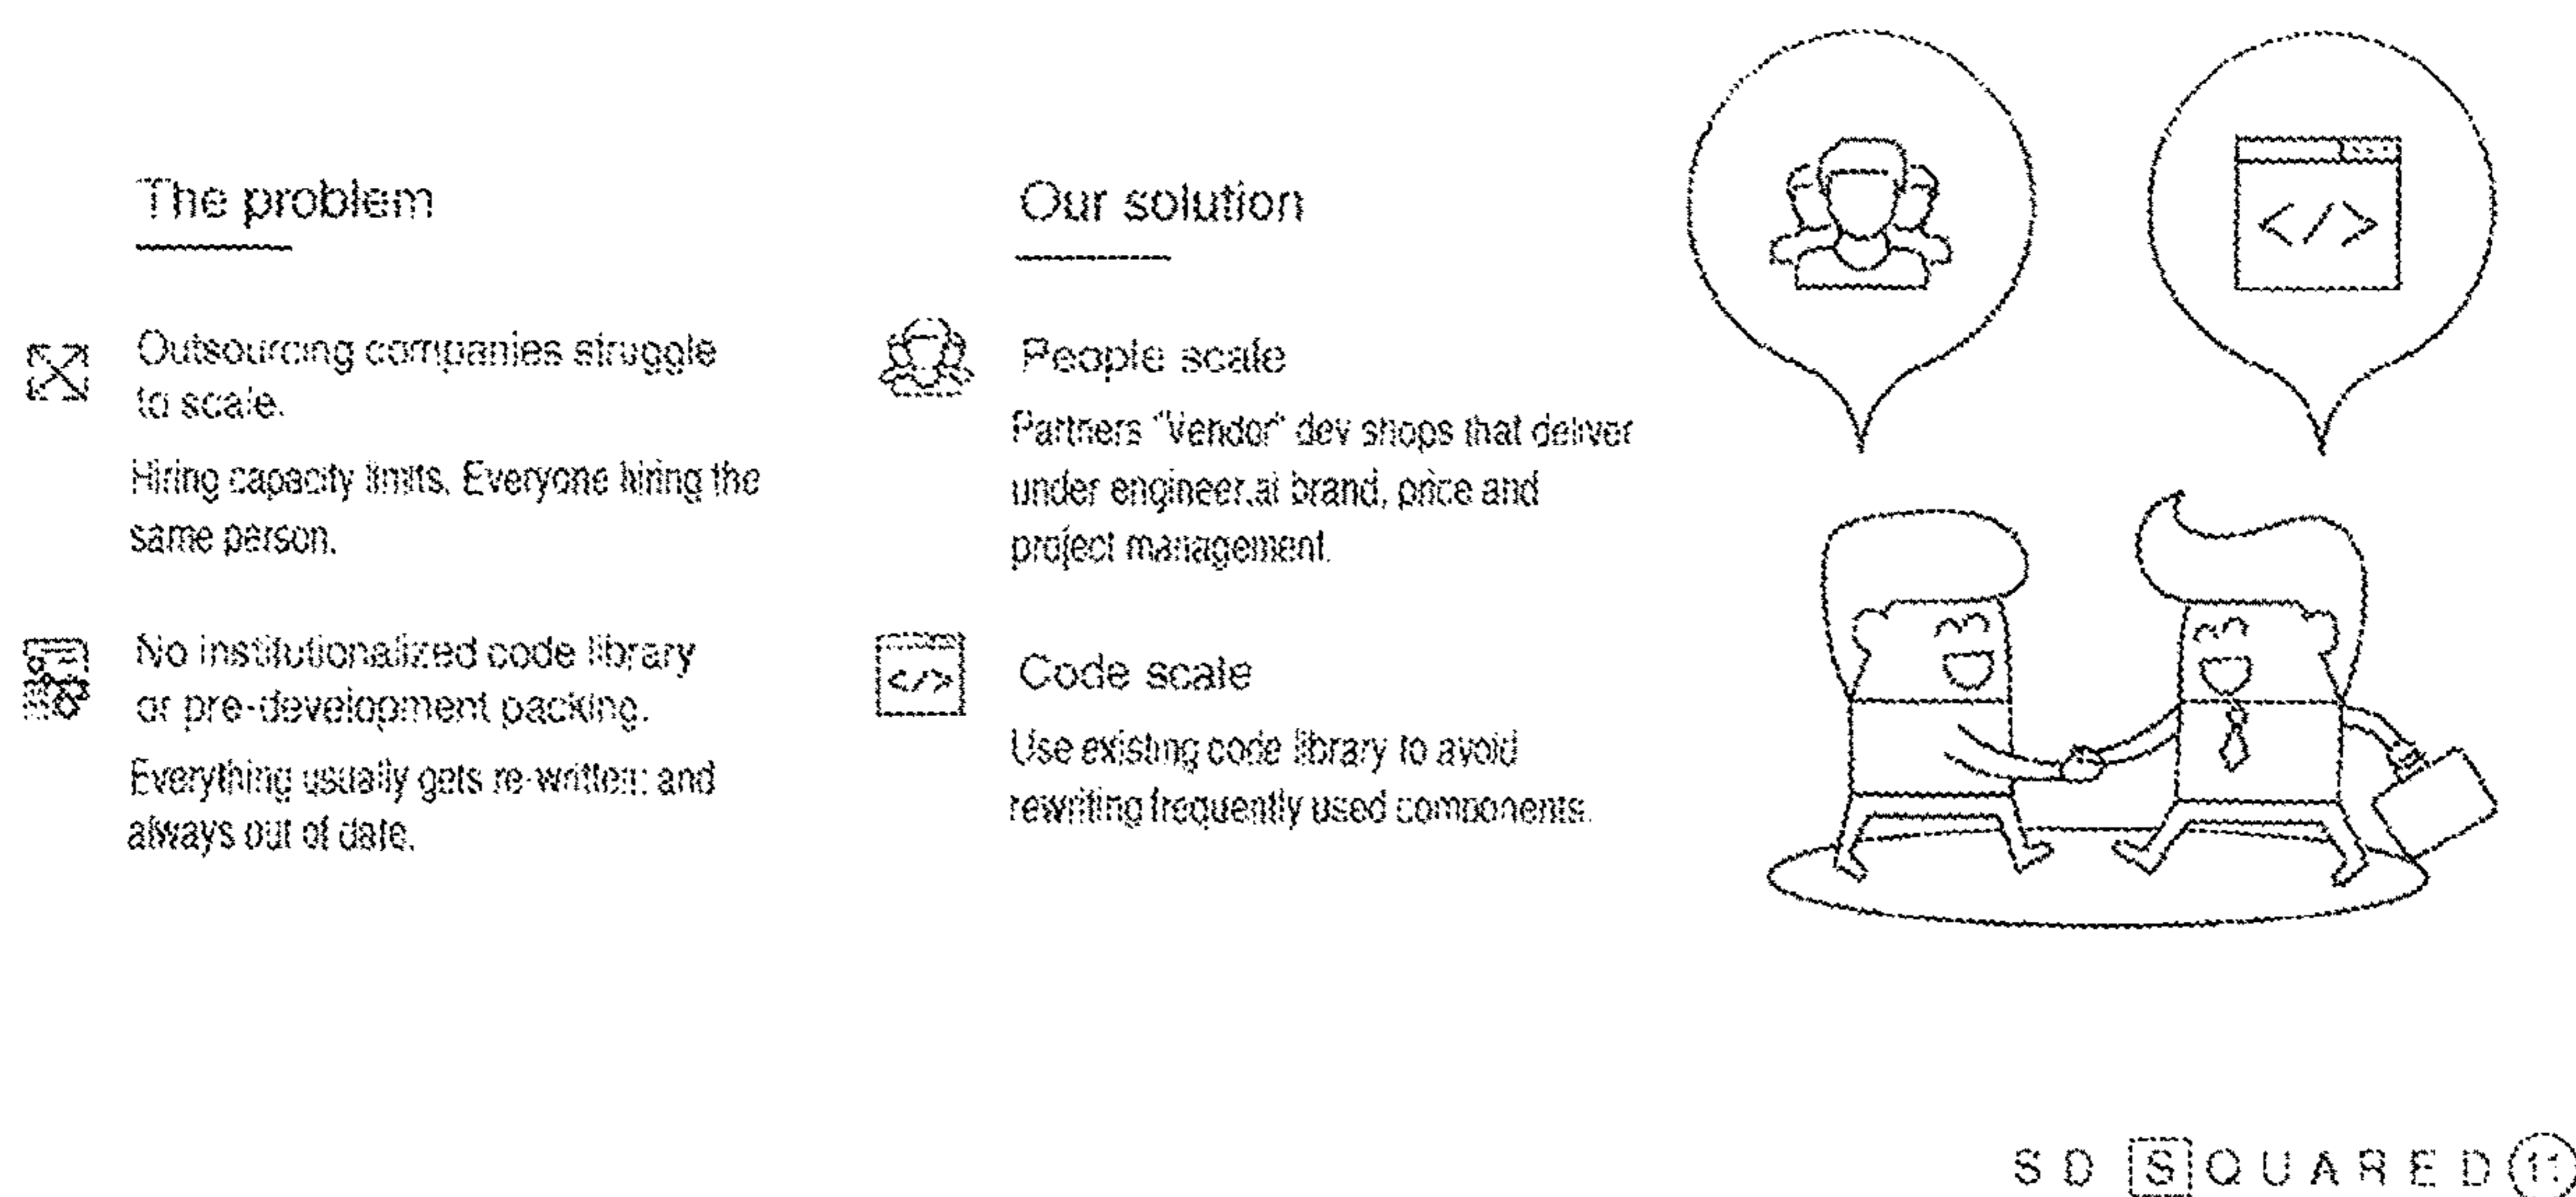 The problem
Outsourcing companies struggle
to scale.
Hiring capacity limits. Everyone hiring the
same person.
No institutionalized code library
or pre-development packing.
Everything usually gets re-written: and
always out of date.
Our solution
People scale
Partners "Vendor" dev shops that deliver
under engineer.ai brand, price and
project management.
Code scale
Use existing code library to avoid
rewriting frequently used components.
</>
</>
SD SQUARED 11